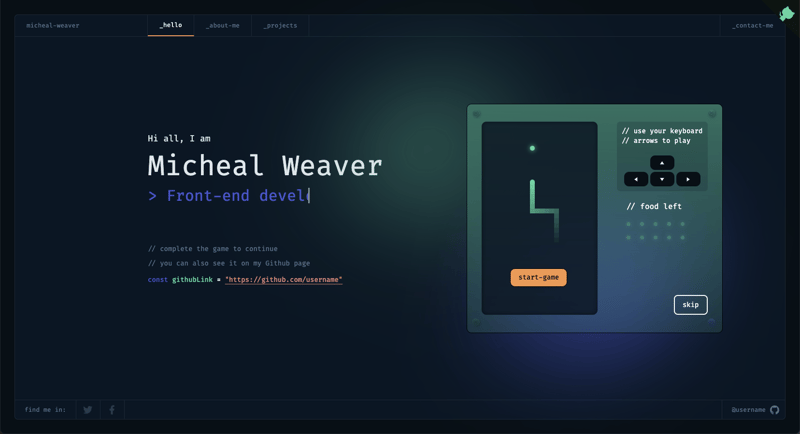 micheal-weaver
_hello
_about-me
_projects
_contact-me
Hi all, I am
Micheal Weaver
> Front-end devel
// complete the game to continue
// you can also see it on my Github page
const githubLink = "https://github.com/username"
// use your keyboard
// arrows to play
// food left
start-game
skip
find me in:
@username